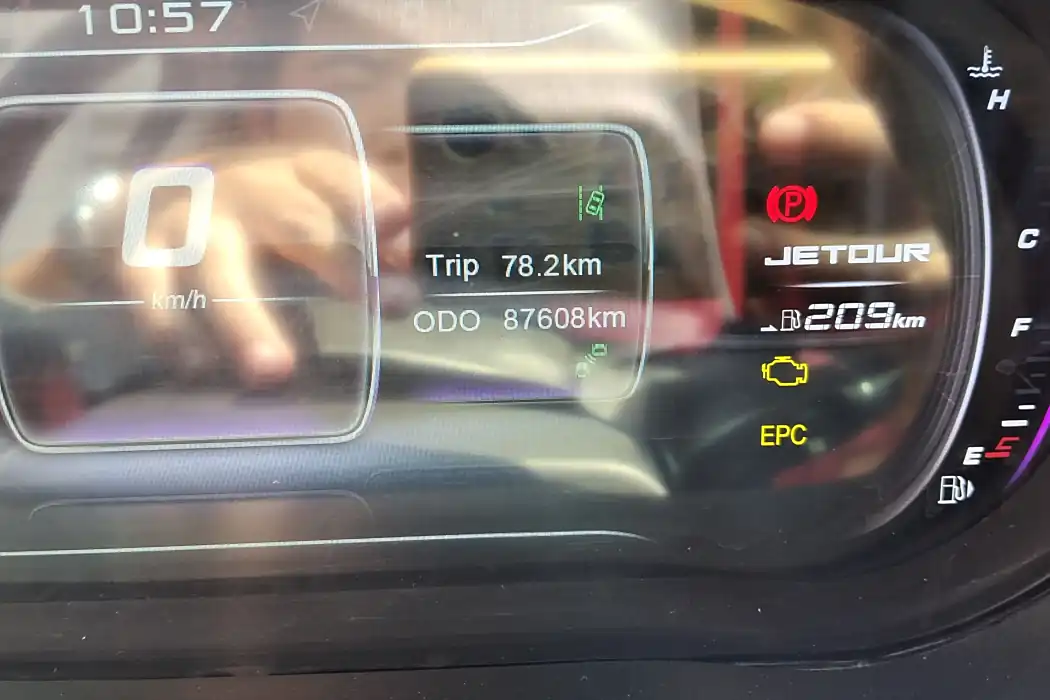 10:57
0
km/h
Trip 78.2km
ODO 87608km
P
JETOUR
209km
EPC
H
C
F
E